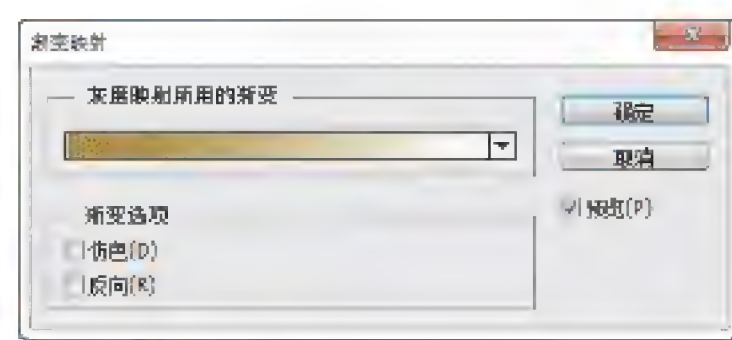 渐变映射
灰度映射所用的渐变
确定
取消
预览(P)
渐变选项
仿色(D)
反向(R)